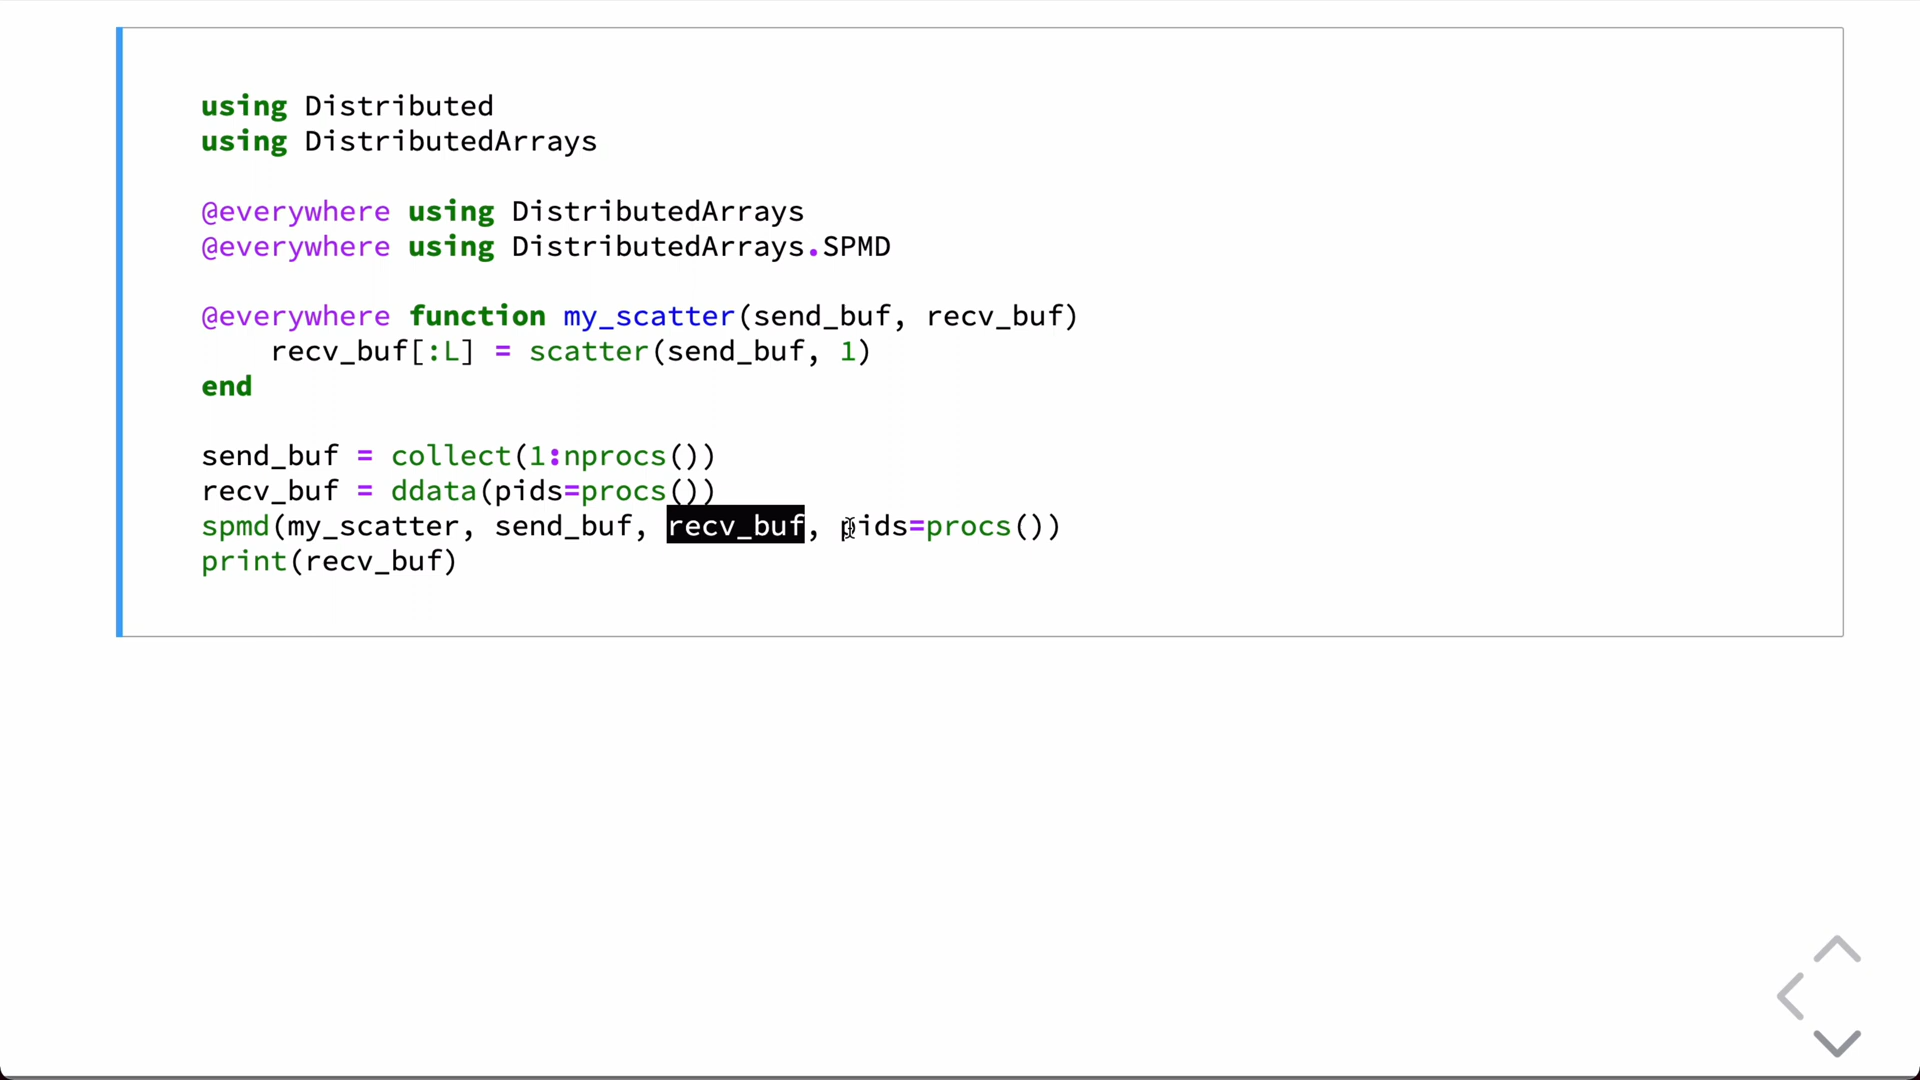 using Distributed
using DistributedArrays
@everywhere using DistributedArrays
@everywhere using DistributedArrays.SPMD
@everywhere function my_scatter(send_buf, recv_buf)
    recv_buf[:L] = scatter(send_buf, 1)
end
send_buf = collect(1:nprocs())
recv_buf = ddata(pids=procs())
spmd(my_scatter, send_buf, recv_buf, pids=procs())
print(recv_buf)